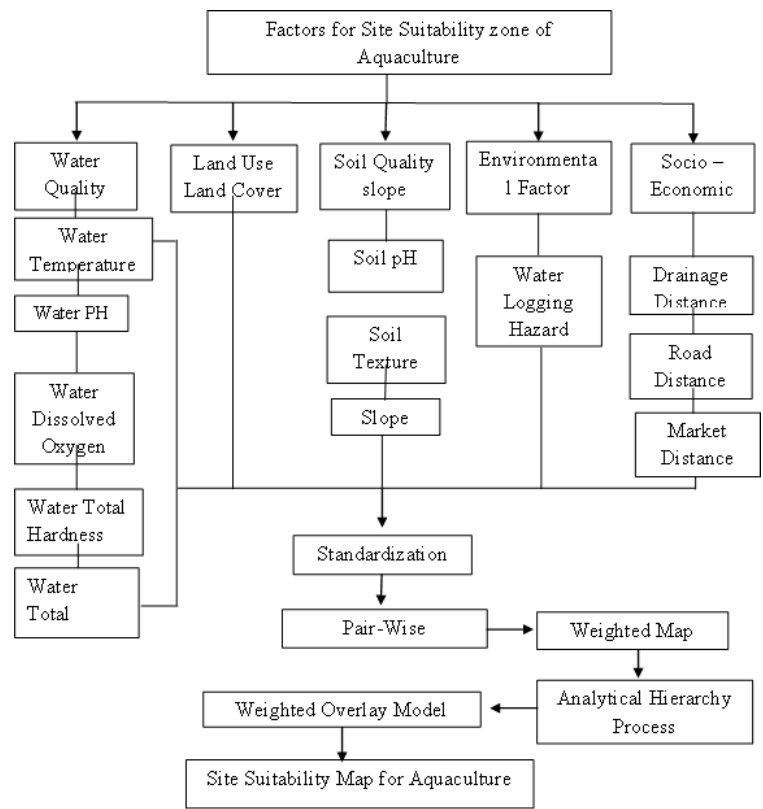 Factors for Site Suitability zone of
Aquaculture
Water
Quality
Land Use
Land Cover
Soil Quality
slope
Environmenta
l Factor
Socio –
Economic
Water
Temperature
Water PH
Water
Dissolved
Oxygen
Water Total
Hardness
Water
Total
Soil pH
Soil
Texture
Slope
Water
Logging
Hazard
Drainage
Distance
Road
Distance
Market
Distance
Standardization
Pair-Wise
Weighted Map
Analytical Hierarchy
Process
Weighted Overlay Model
Site Suitability Map for Aquaculture